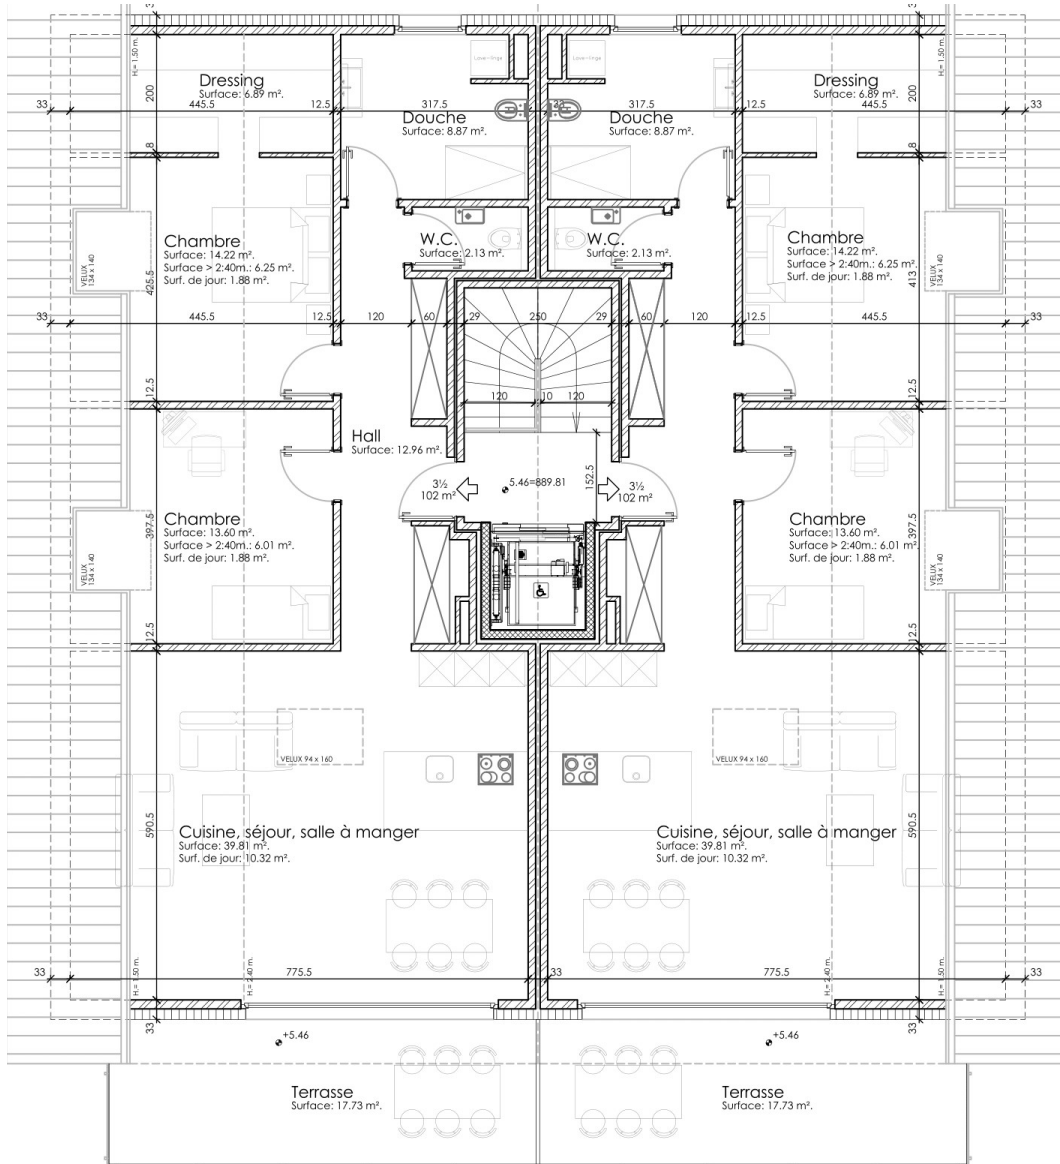 H.= 1.50 m.
H.= 1.50 m.
Dressing
Surface: 6.89 m².
Dressing
Surface: 6.89 m².
Lave-linge
Lave-linge
200
200
33
445.5
12.5
317.5
33
317.5
12.5
445.5
33
Douche
Surface: 8.87 m².
Douche
Surface: 8.87 m².
8
8
W.C.
Surface: 2.13 m².
W.C.
Surface: 2.13 m².
Chambre
Surface: 14.22 m².
Surface > 2:40m.: 6.25 m².
Surf. de jour: 1.88 m².
Chambre
Surface: 14.22 m².
Surface > 2:40m.: 6.25 m².
Surf. de jour: 1.88 m².
VELUX
134 x 140
VELUX
134 x 140
425.5
413
33
445.5
12.5
120
60
29
250
29
60
120
12.5
445.5
33
12.5
120
10
120
12.5
Hall
Surface: 12.96 m².
3½
102 m²
5.46=889.81
152.5
3½
102 m²
Chambre
Surface: 13.60 m².
Surface > 2:40m.: 6.01 m².
Surf. de jour: 1.88 m².
Chambre
Surface: 13.60 m².
Surface > 2:40m.: 6.01 m².
Surf. de jour: 1.88 m².
397.5
397.5
VELUX
134 x 140
VELUX
134 x 140
12.5
12.5
VELUX 94 x 160
VELUX 94 x 160
590.5
590.5
Cuisine, séjour, salle à manger
Surface: 39.81 m².
Surf. de jour: 10.32 m².
Cuisine, séjour, salle à manger
Surface: 39.81 m².
Surf. de jour: 10.32 m².
33
775.5
33
775.5
33
H.= 1.50 m.
H.= 2.40 m.
H.= 2.40 m.
H.= 1.50 m.
33
33
+5.46
+5.46
Terrasse
Surface: 17.73 m².
Terrasse
Surface: 17.73 m².